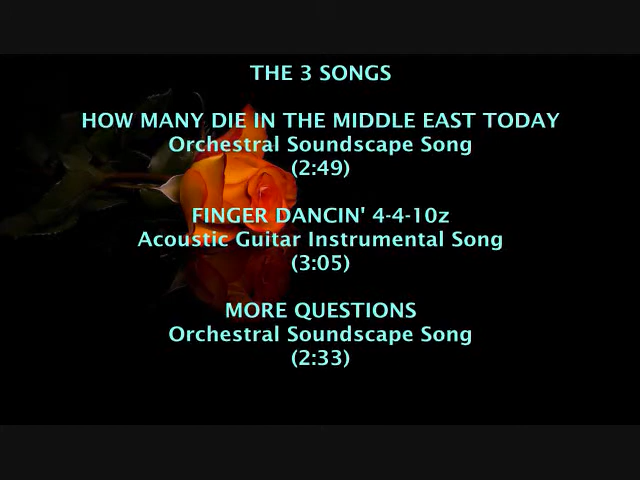 THE 3 SONGS
HOW MANY DIE IN THE MIDDLE EAST TODAY
Orchestral Soundscape Song
(2:49)
FINGER DANCIN' 4-4-10z
Acoustic Guitar Instrumental Song
(3:05)
MORE QUESTIONS
Orchestral Soundscape Song
(2:33)